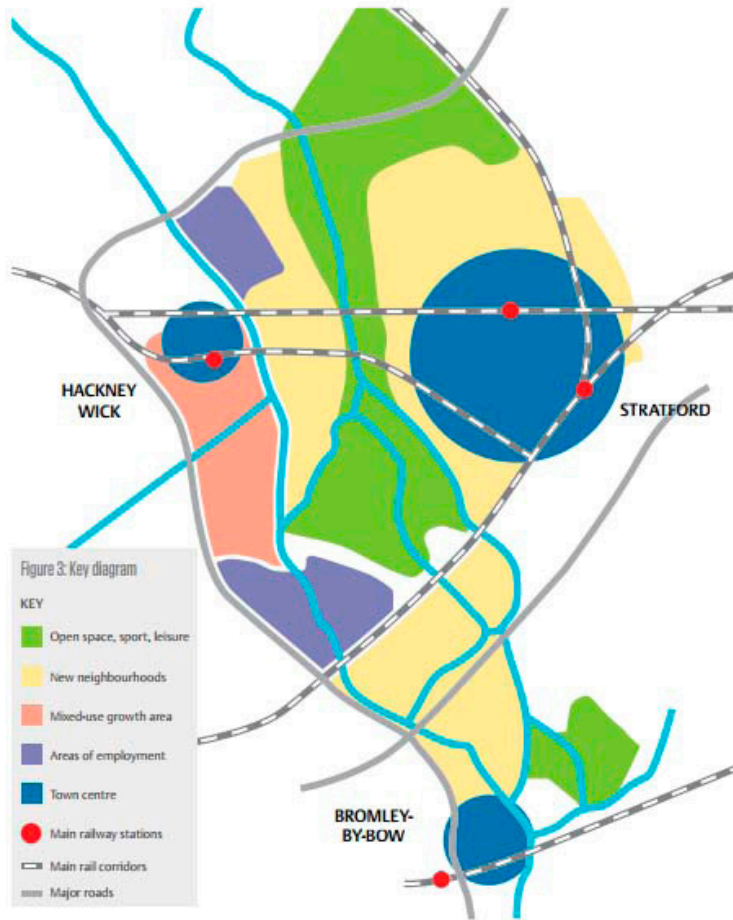 HACKNEY
WICK
STRATFORD
Figure 3: Key diagram
KEY
Open space, sport, leisure
New neighbourhoods
Mixed-use growth area
Areas of employment
Town centre
Main railway stations
Main rail corridors
Major roads
BROMLEY-
BY-BOW